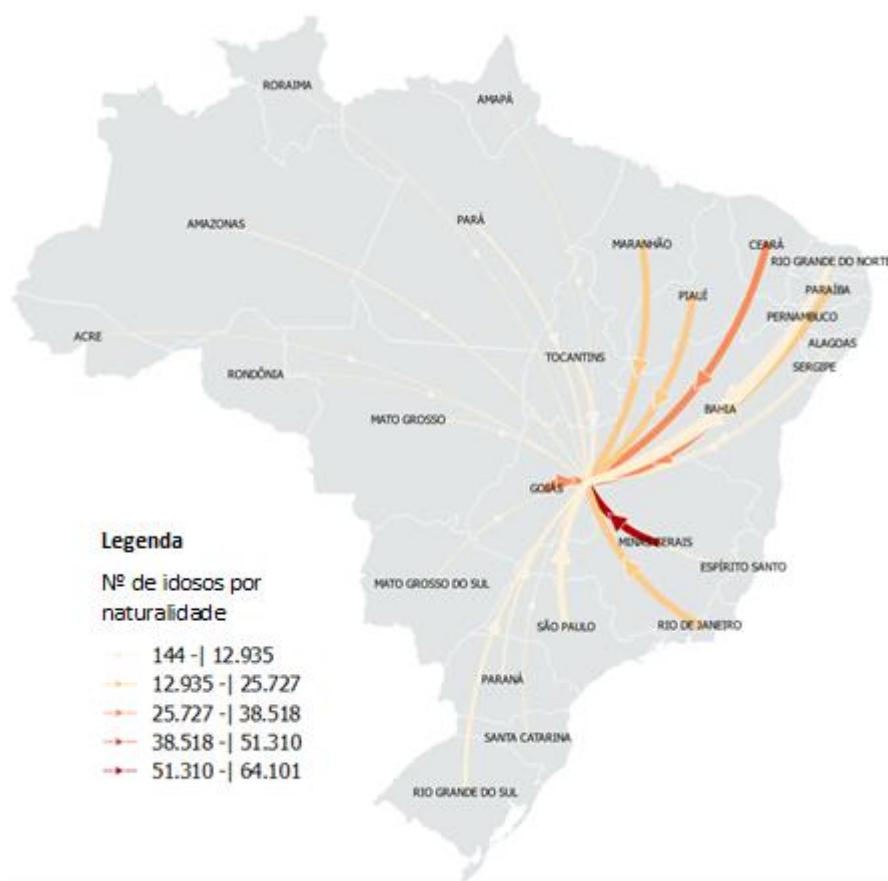 RORAIMA
AMAPÁ
AMAZONAS
PARÁ
MARANHÃO
CEARÁ
RIO GRANDE DO NORTE
PIAUÍ
PARAÍBA
PERNAMBUCO
ACRE
ALAGOAS
TOCANTINS
SERGIPE
RONDÔNIA
BAHIA
MATO GROSSO
GOIÁS
MINAS GERAIS
ESPÍRITO SANTO
MATO GROSSO DO SUL
SÃO PAULO
RIO DE JANEIRO
PARANÁ
SANTA CATARINA
RIO GRANDE DO SUL
Legenda
Nº de idosos por
naturalidade
144 -| 12.935
12.935 -| 25.727
25.727 -| 38.518
38.518 -| 51.310
51.310 -| 64.101